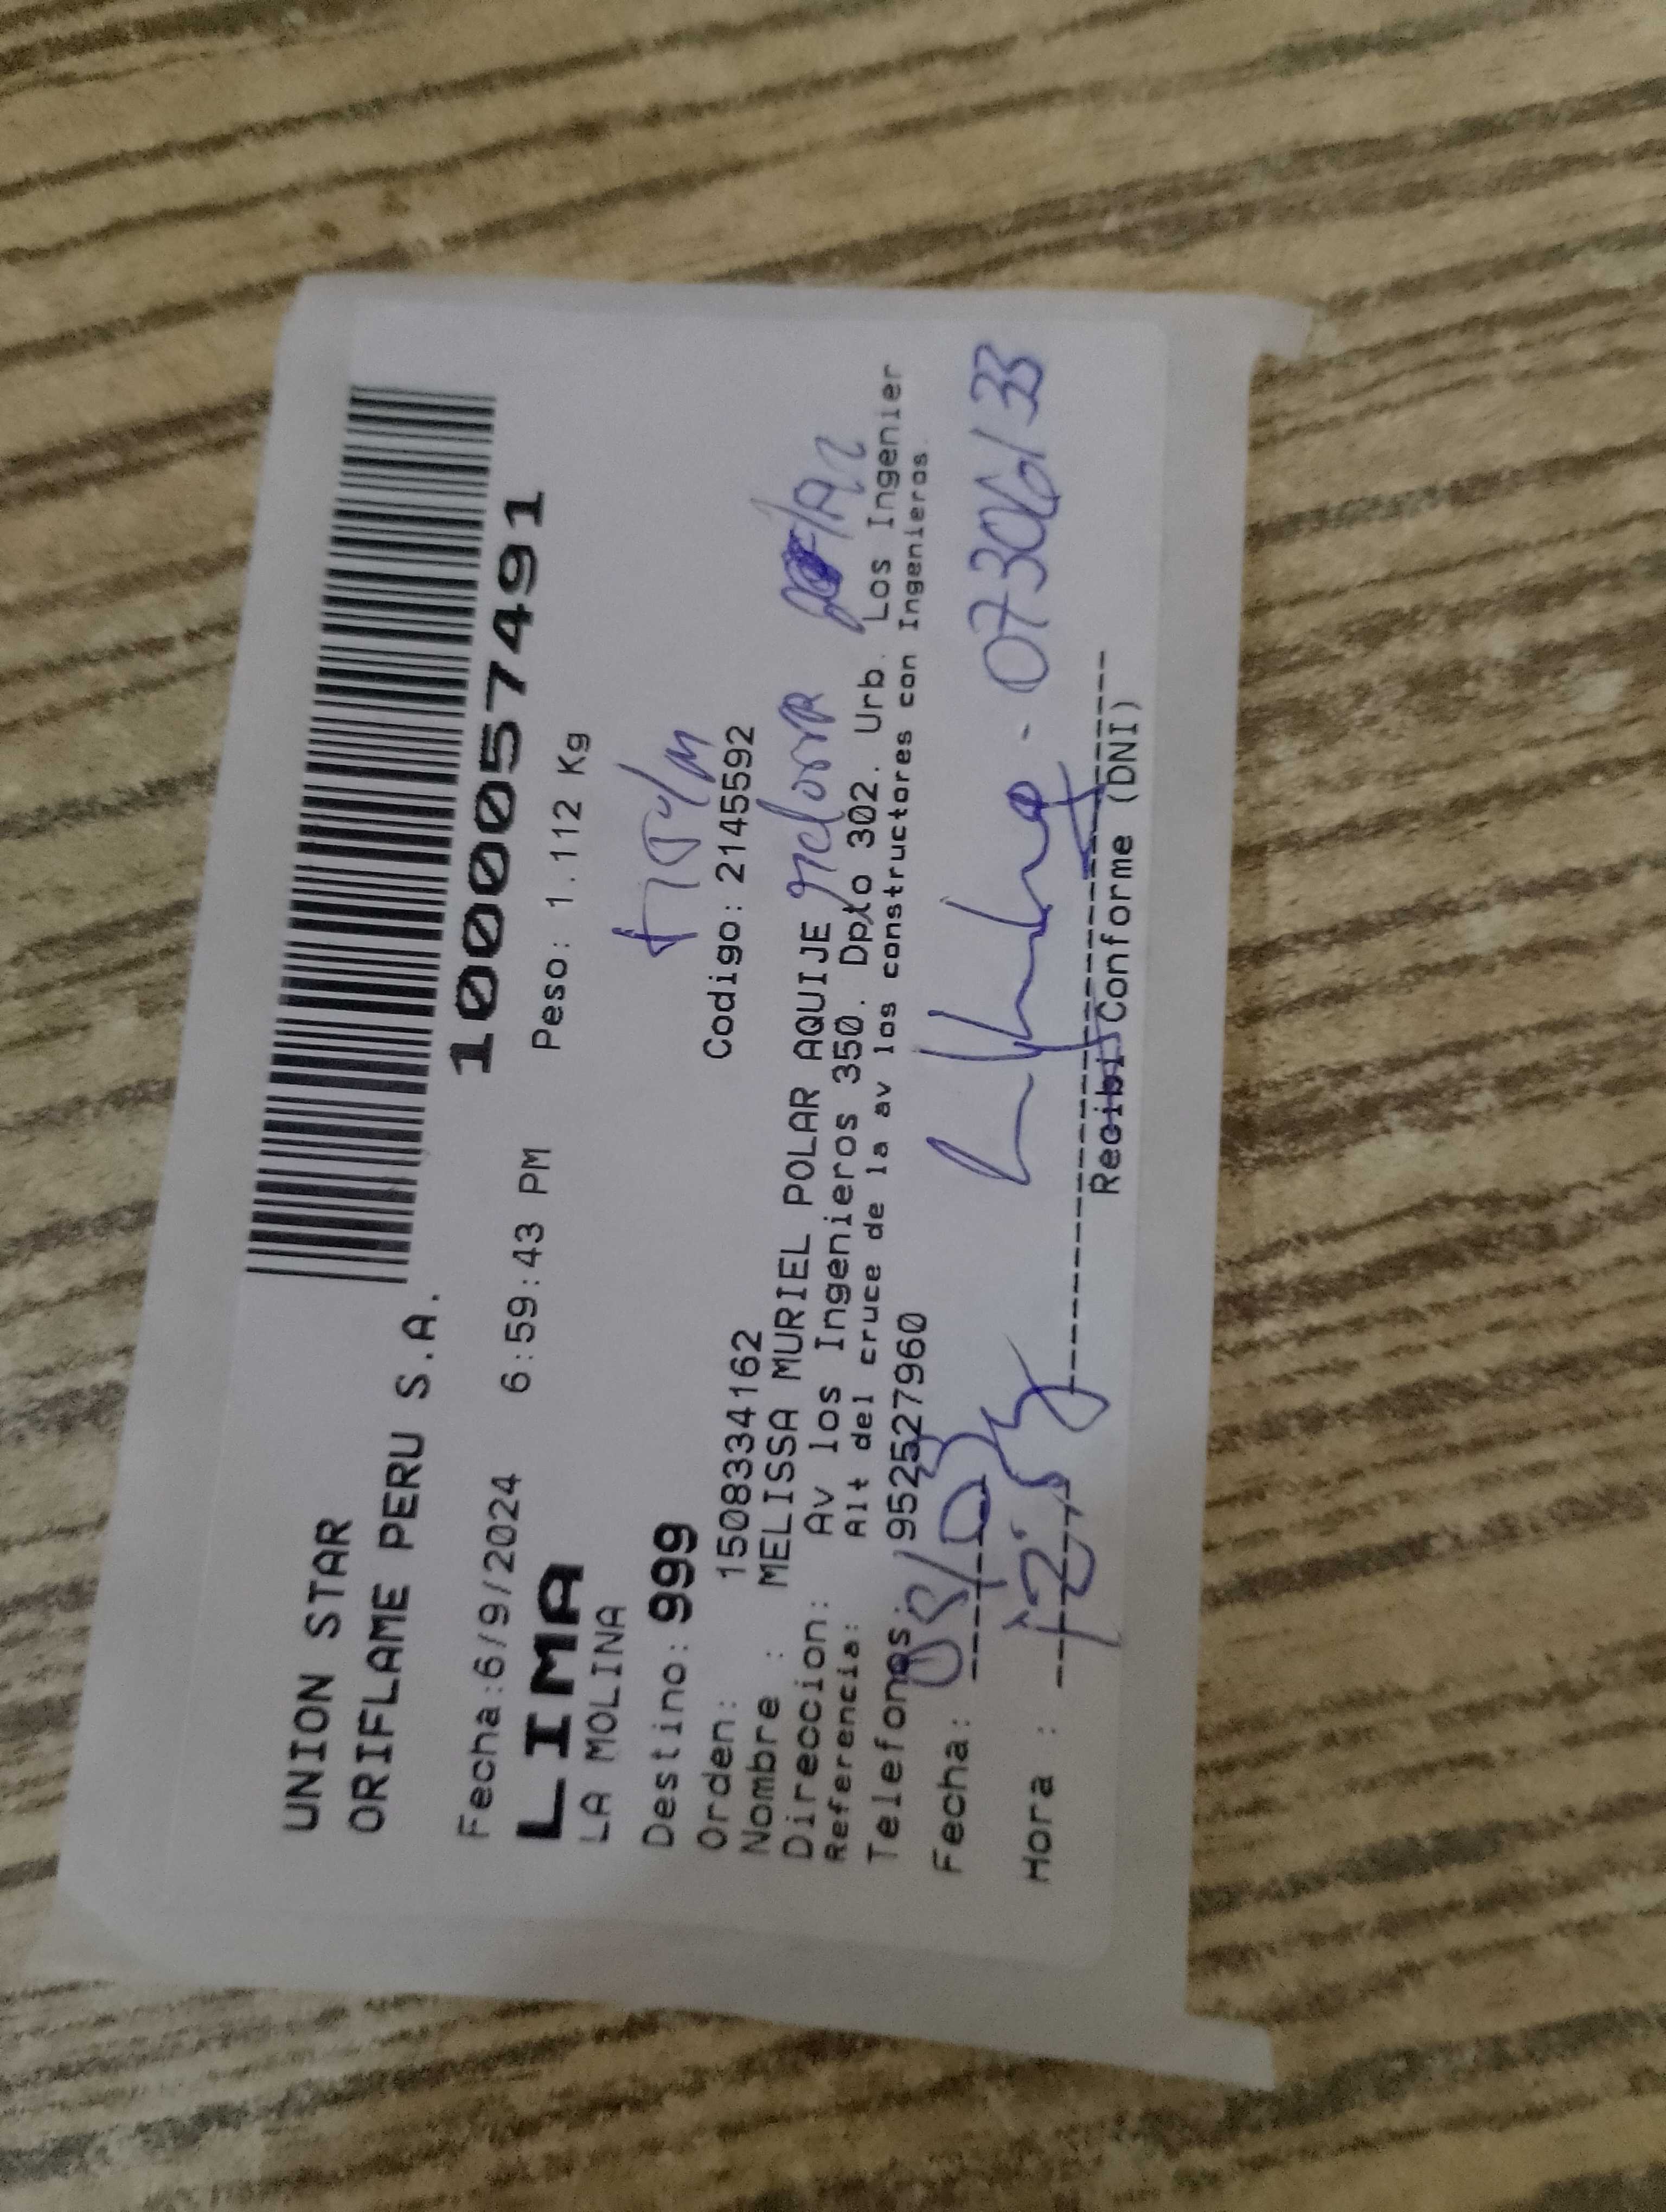 UNION STAR
ORIFLAME PERU S.A.
1000057491
Fecha:6/9/2024 6:59:43 PM Peso: 1.112 Kg
LIMA
LA MOLINA
Destino: 999
Orden: 1508334162 Codigo: 2145592
Nombre : MELISSA MURIEL POLAR AQUIJE
Direccion: Av los Ingenieros 350. Dpto 302. Urb. Los Ingenier
Referencia: Alt del cruce de la av los constructores con Ingenieros.
Telefonos: 952527960
Fecha:
07306133
Hora :
Recibi Conforme (DNI)